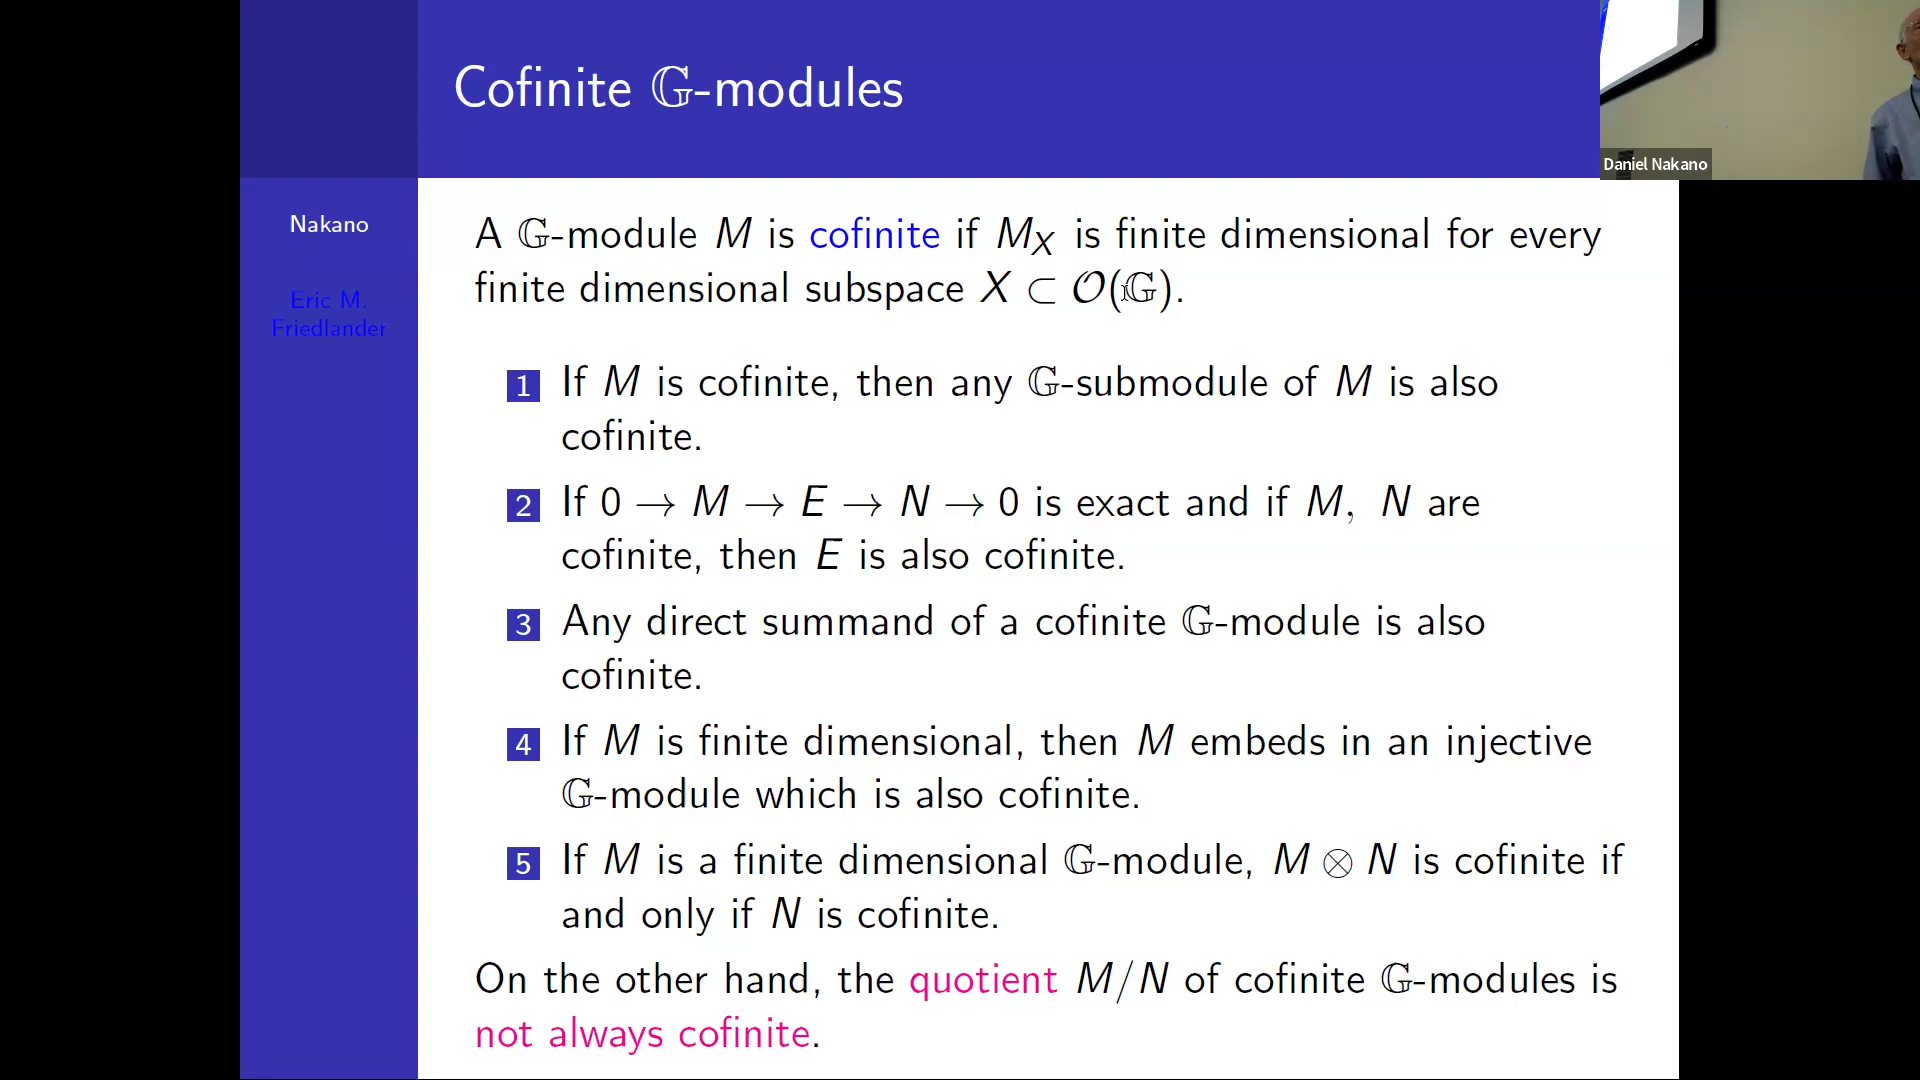 Cofinite 𝔾-modules
Daniel Nakano
Nakano
Eric M.
Friedlander
A 𝔾-module M is cofinite if M_X is finite dimensional for every
finite dimensional subspace X ⊂ 𝒪(𝔾).
1 If M is cofinite, then any 𝔾-submodule of M is also
cofinite.
2 If 0 → M → E → N → 0 is exact and if M, N are
cofinite, then E is also cofinite.
3 Any direct summand of a cofinite 𝔾-module is also
cofinite.
4 If M is finite dimensional, then M embeds in an injective
𝔾-module which is also cofinite.
5 If M is a finite dimensional 𝔾-module, M ⊗ N is cofinite if
and only if N is cofinite.
On the other hand, the quotient M/N of cofinite 𝔾-modules is
not always cofinite.